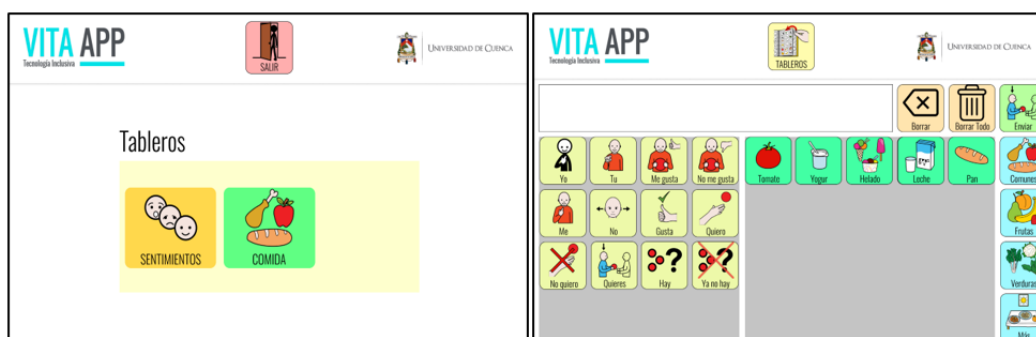 VITA APP
Tecnología Inclusiva
SALIR
UNIVERSIDAD DE CUENCA
Tableros
SENTIMIENTOS
COMIDA
VITA APP
Tecnología Inclusiva
TABLEROS
UNIVERSIDAD DE CUENCA
Borrar
Borrar Todo
Enviar
Yo
Tu
Me gusta
No me gusta
Tomate
Yogur
Helado
Leche
Pan
Comunes
Me
No
Gusta
Quiero
Frutas
No quiero
Quieres
Hay
Ya no hay
Verduras
Más